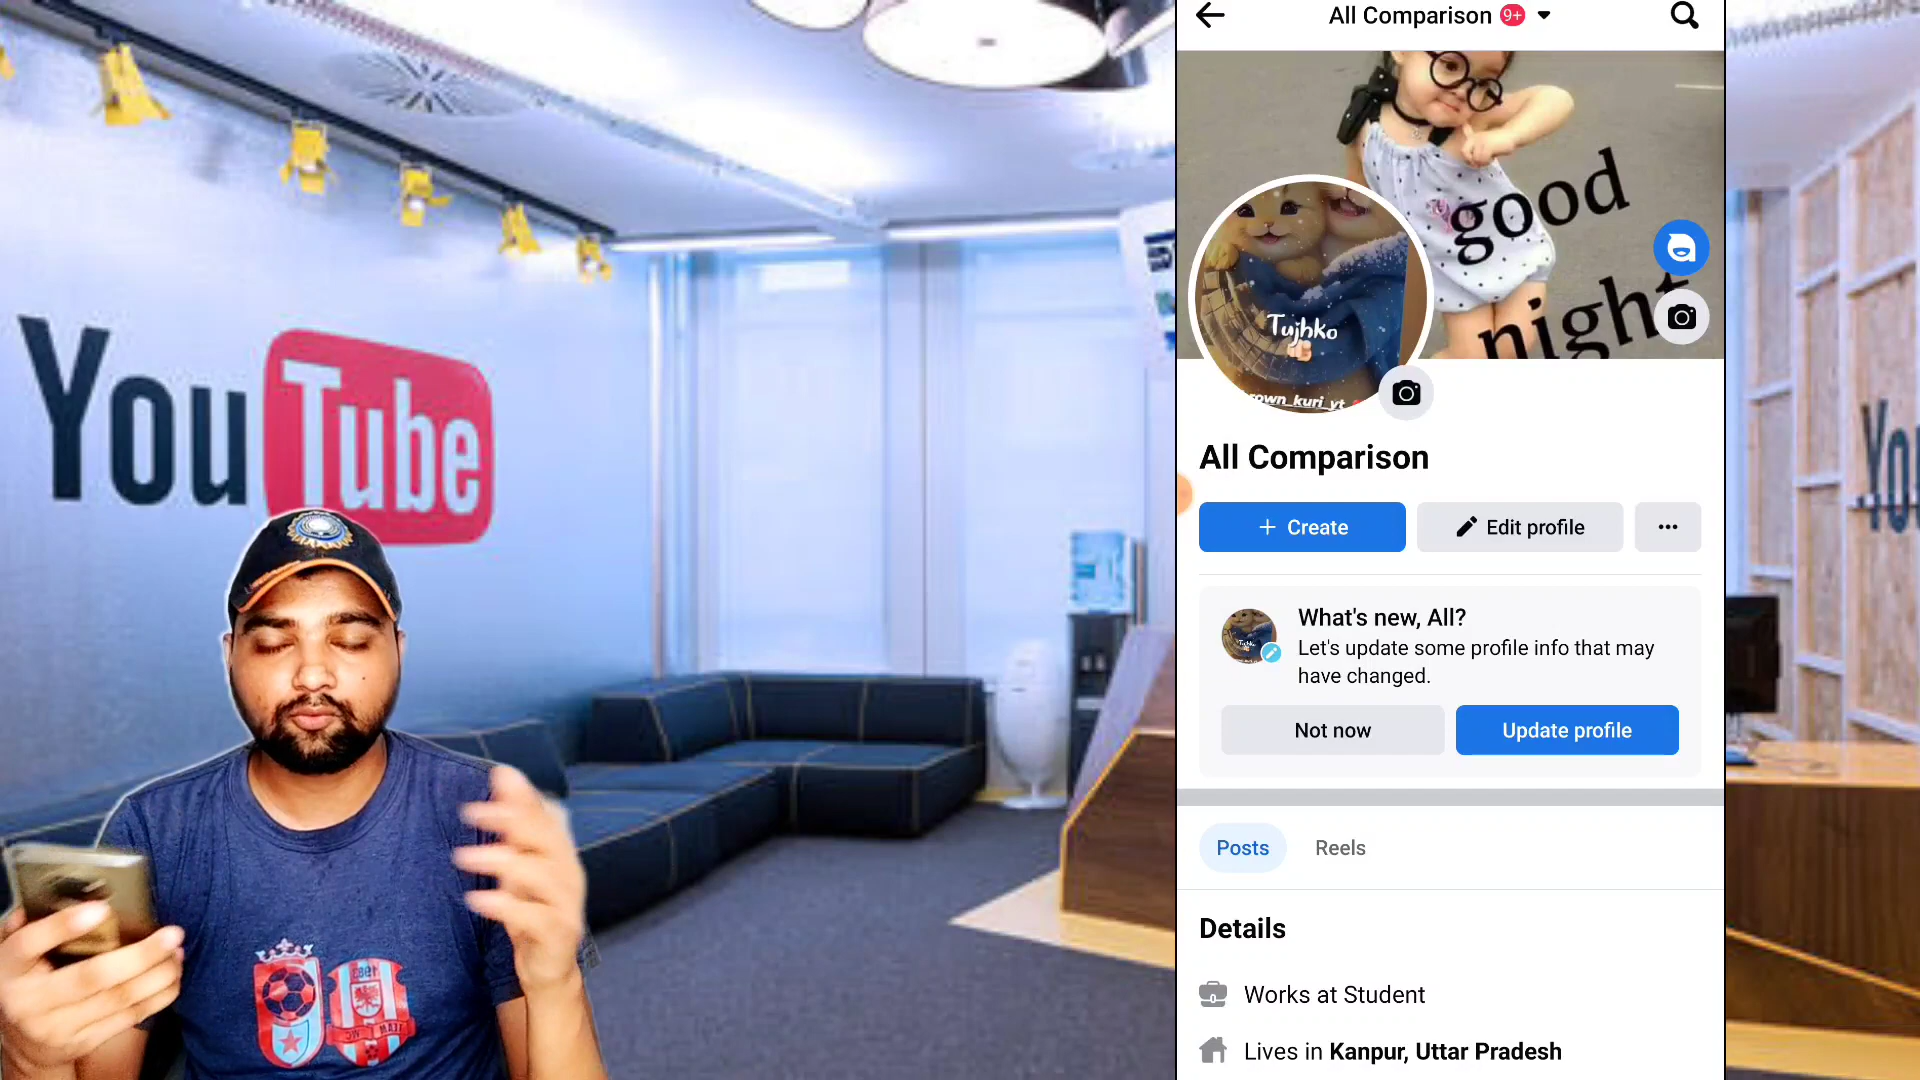 YouTube
All Comparison 9+
good
night
Tujhko
All Comparison
+ Create
Edit profile
What's new, All?
Let's update some profile info that may
have changed.
Not now
Update profile
Posts
Reels
Details
Works at Student
Lives in Kanpur, Uttar Pradesh